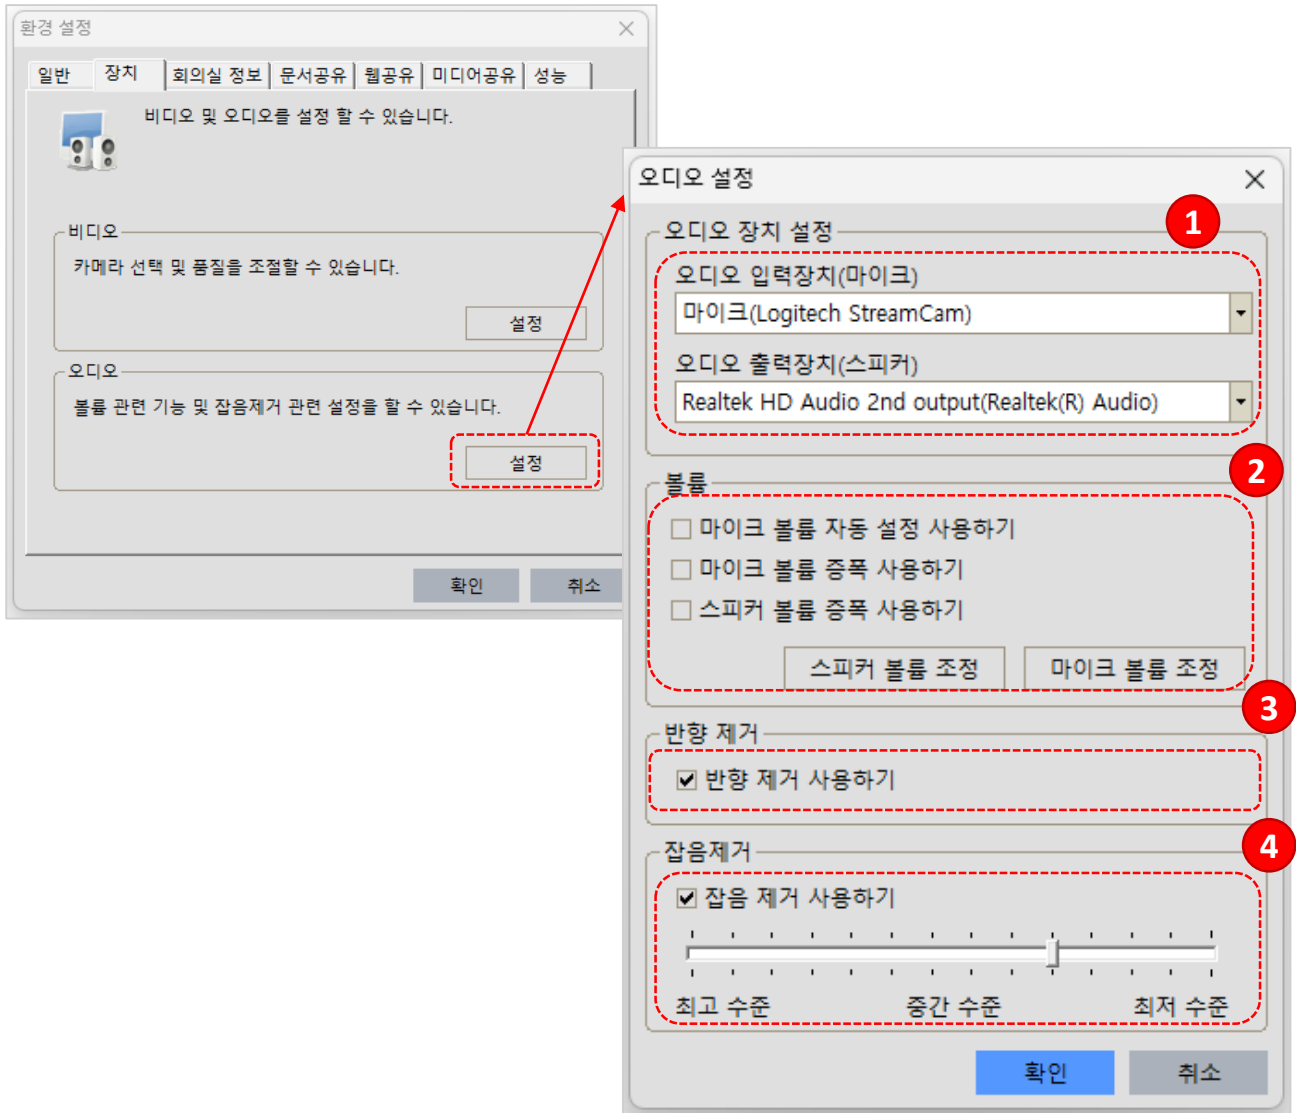 환경 설정
일반 장치 회의실 정보 문서공유 웹공유 미디어공유 성능
비디오 및 오디오를 설정 할 수 있습니다.
비디오
카메라 선택 및 품질을 조절할 수 있습니다.
설정
오디오
볼륨 관련 기능 및 잡음제거 관련 설정을 할 수 있습니다.
설정
확인 취소
오디오 설정
1
오디오 장치 설정
오디오 입력장치(마이크)
마이크(Logitech StreamCam)
오디오 출력장치(스피커)
Realtek HD Audio 2nd output(Realtek(R) Audio)
2
볼륨
마이크 볼륨 자동 설정 사용하기
마이크 볼륨 증폭 사용하기
스피커 볼륨 증폭 사용하기
스피커 볼륨 조정 마이크 볼륨 조정
3
반향 제거
반향 제거 사용하기
4
잡음제거
잡음 제거 사용하기
최고 수준 중간 수준 최저 수준
확인 취소